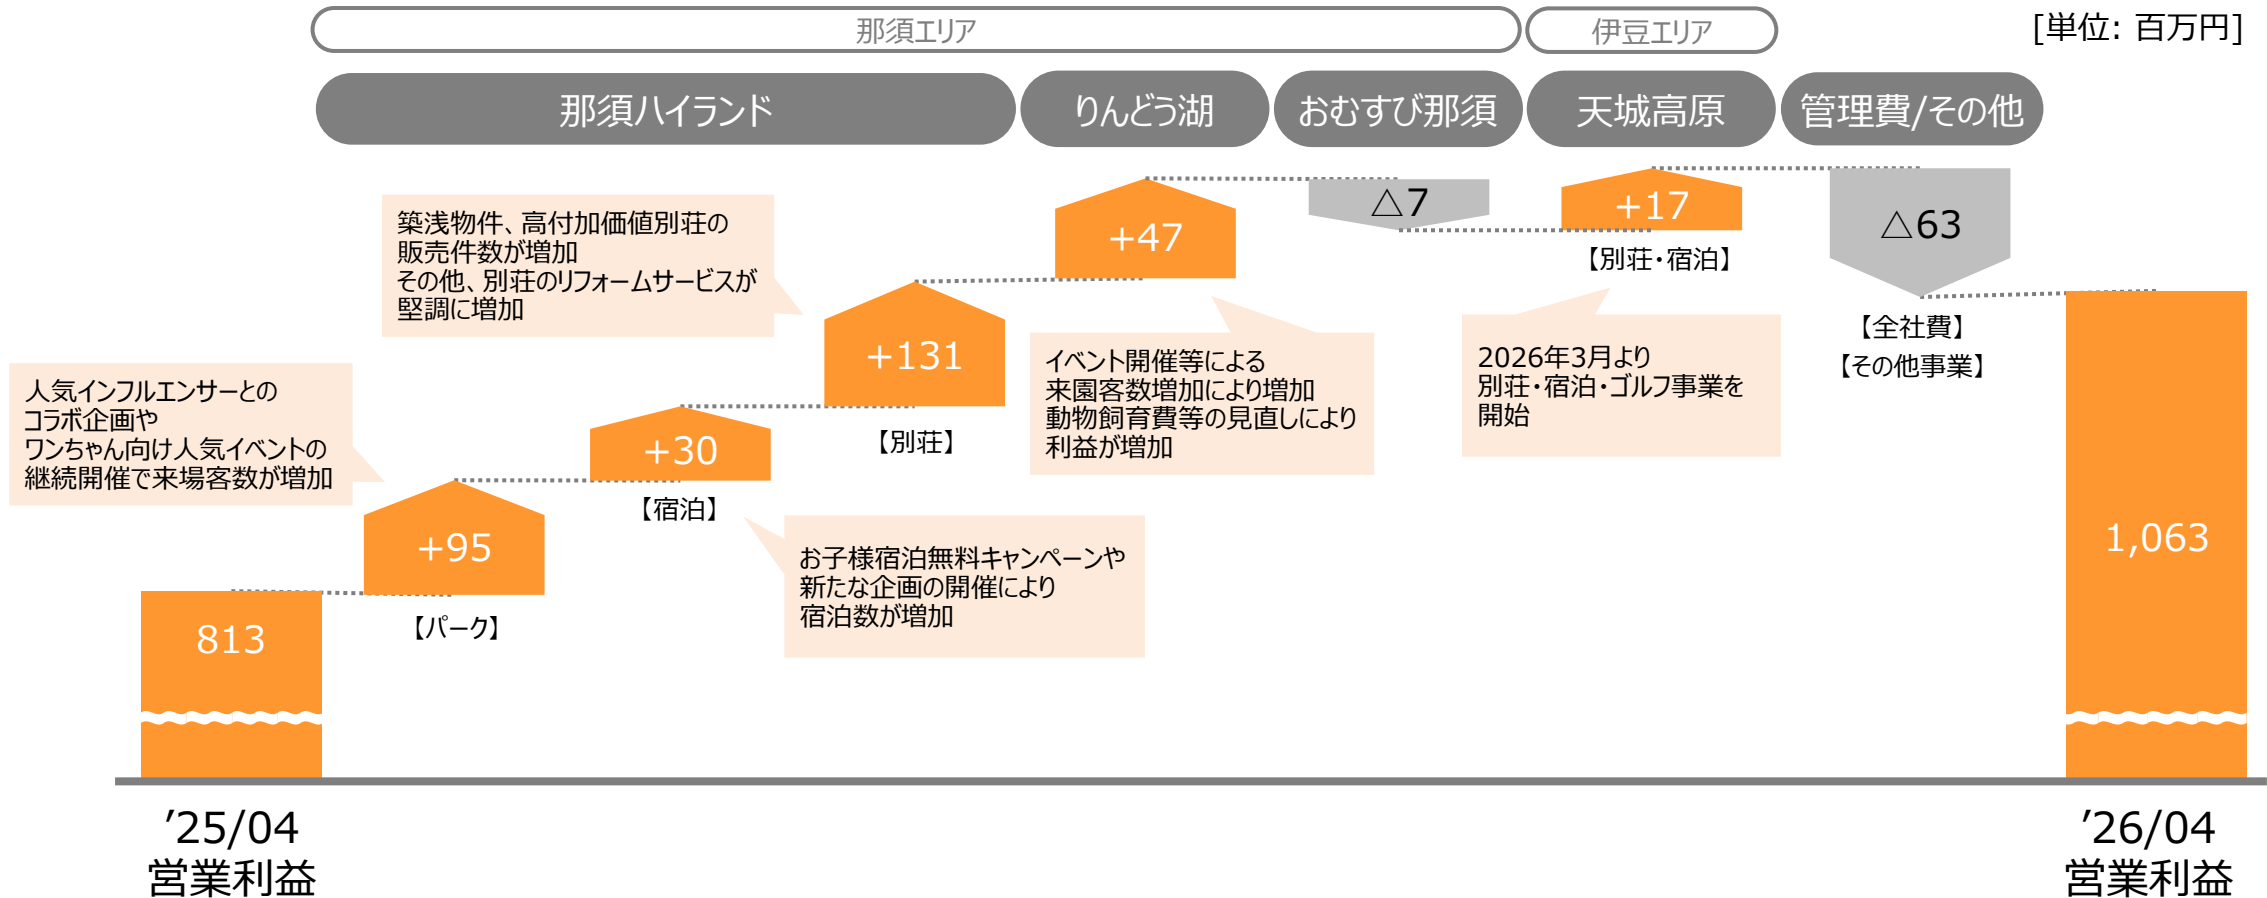 那須エリア
伊豆エリア
[単位: 百万円]
那須ハイランド
りんどう湖
おむすび那須
天城高原
管理費/その他
築浅物件、高付加価値別荘の
販売件数が増加
その他、別荘のリフォームサービスが
堅調に増加
+47
△7
+17
【別荘・宿泊】
△63
【全社費】
【その他事業】
+131
【別荘】
イベント開催等による
来園客数増加により増加
動物飼育費等の見直しにより
利益が増加
2026年3月より
別荘・宿泊・ゴルフ事業を
開始
人気インフルエンサーとの
コラボ企画や
ワンちゃん向け人気イベントの
継続開催で来場客数が増加
+30
【宿泊】
+95
【パーク】
お子様宿泊無料キャンペーンや
新たな企画の開催により
宿泊数が増加
813
1,063
’25/04
営業利益
’26/04
営業利益